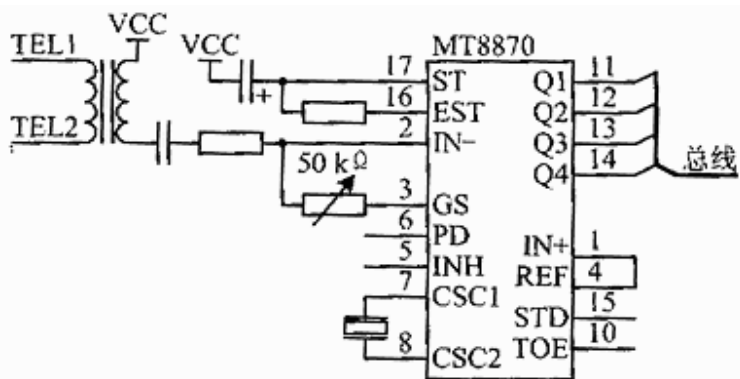 TEL1
VCC
VCC
MT8870
17
ST
Q1
11
16
EST
Q2
12
2
IN-
Q3
13
Q4
14
总线
50 kΩ
3
GS
6
PD
IN+
1
5
INH
REF
4
7
CSC1
STD
15
8
CSC2
TOE
10
TEL2
+